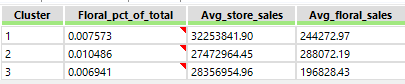 Cluster Floral_pct_of_total Avg_store_sales Avg_floral_sales
1 0.007573 32253841.90 244272.97
2 0.010486 27472964.45 288072.19
3 0.006941 28356954.96 196828.43